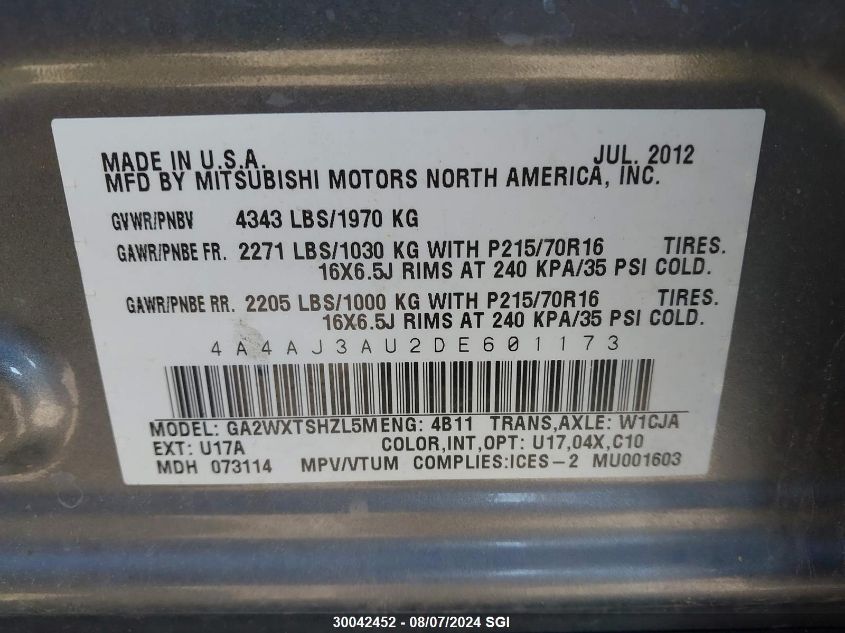 MADE IN U.S.A. JUL. 2012
MFD BY MITSUBISHI MOTORS NORTH AMERICA, INC.
GVWR/PNBV 4343 LBS/1970 KG
GAWR/PNBE FR. 2271 LBS/1030 KG WITH P215/70R16 TIRES.
16X6.5J RIMS AT 240 KPA/35 PSI COLD.
GAWR/PNBE RR. 2205 LBS/1000 KG WITH P215/70R16 TIRES.
16X6.5J RIMS AT 240 KPA/35 PSI COLD.
4A4AJ3AU2DE601173
MODEL: GA2WXTSHZL5M ENG: 4B11 TRANS,AXLE: W1CJA
EXT: U17A COLOR,INT,OPT: U17,04X,C10
MDH 073114 MPV/VTUM COMPLIES:ICES-2 MU001603
30042452 - 08/07/2024 SGI